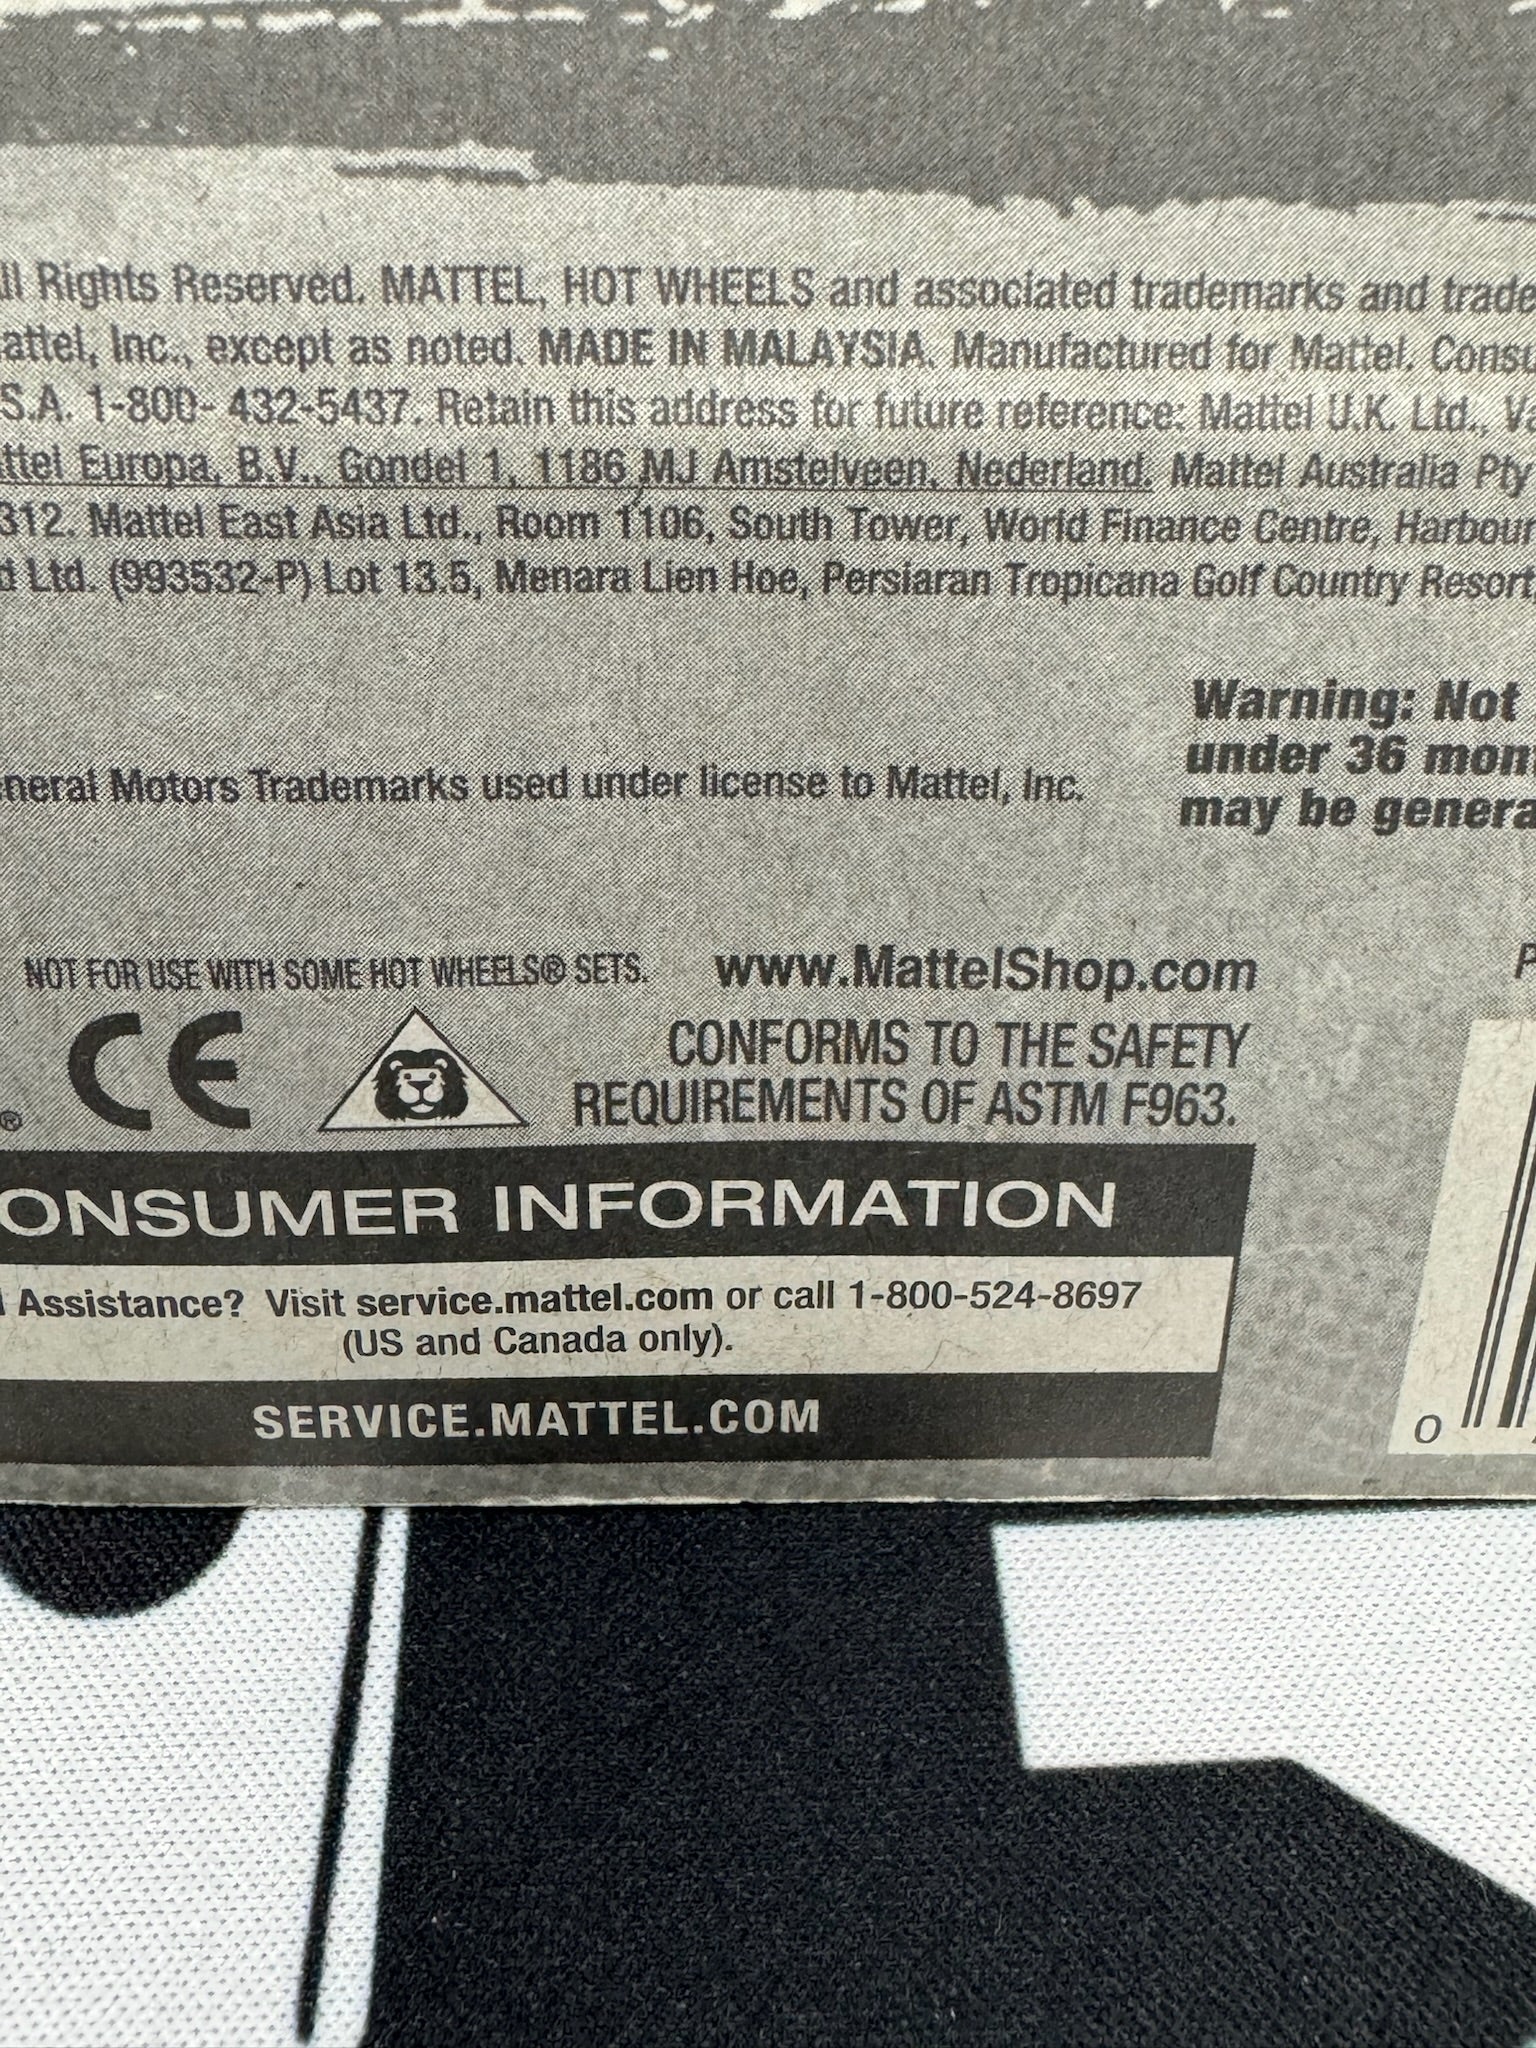 ll Rights Reserved. MATTEL, HOT WHEELS and associated trademarks and trade
attel, Inc., except as noted. MADE IN MALAYSIA. Manufactured for Mattel. Consu
S.A. 1-800- 432-5437. Retain this address for future reference: Mattel U.K. Ltd., Va
ttel Europa, B.V., Gondel 1, 1186 MJ Amstelveen, Nederland. Mattel Australia Pty
312. Mattel East Asia Ltd., Room 1106, South Tower, World Finance Centre, Harbour
d Ltd. (993532-P) Lot 13.5, Menara Lien Hoe, Persiaran Tropicana Golf Country Resort
Warning: Not
under 36 mon
may be genera
neral Motors Trademarks used under license to Mattel, Inc.
NOT FOR USE WITH SOME HOT WHEELS® SETS.
www.MattelShop.com
P
® CE
CONFORMS TO THE SAFETY
REQUIREMENTS OF ASTM F963.
ONSUMER INFORMATION
Assistance? Visit service.mattel.com or call 1-800-524-8697
(US and Canada only).
SERVICE.MATTEL.COM
0